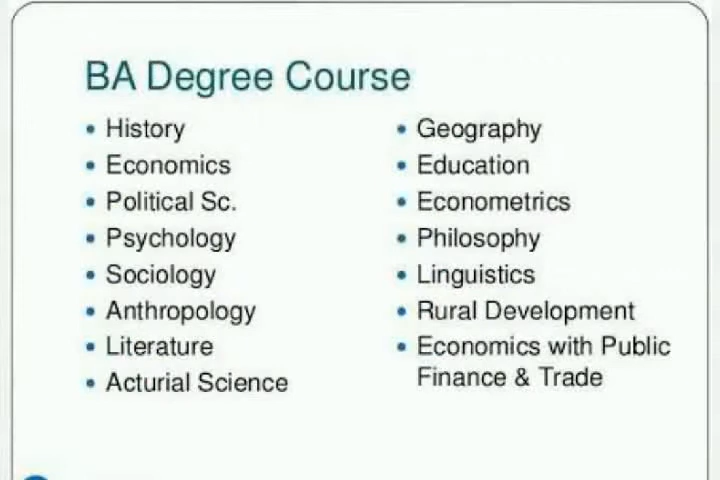 BA Degree Course
• History
• Economics
• Political Sc.
• Psychology
• Sociology
• Anthropology
• Literature
• Acturial Science
• Geography
• Education
• Econometrics
• Philosophy
• Linguistics
• Rural Development
• Economics with Public
Finance & Trade